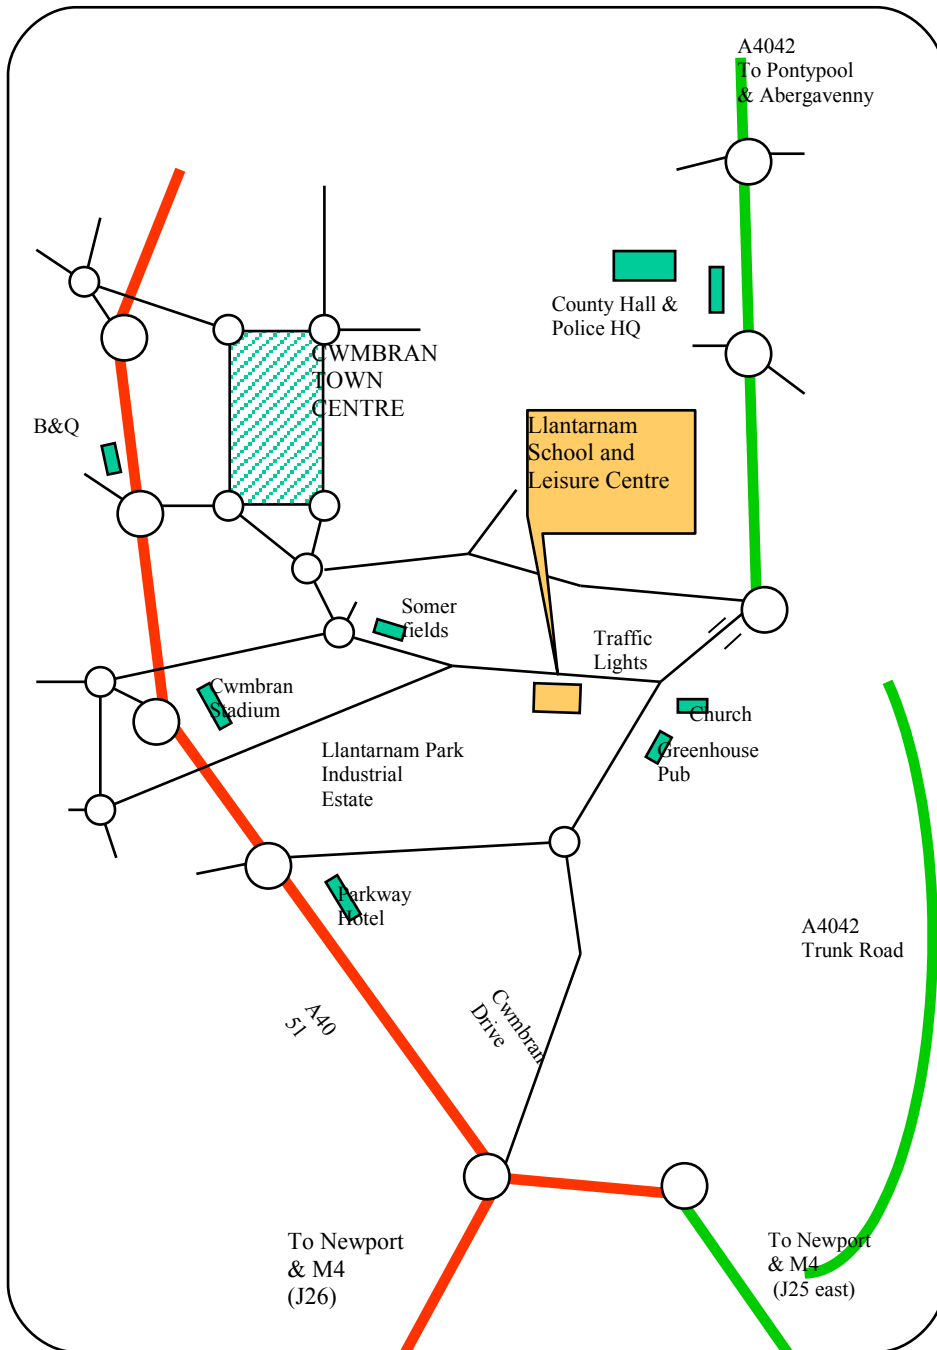 A4042
To Pontypool
& Abergavenny
County Hall &
Police HQ
CWMBRAN
TOWN
CENTRE
B&Q
Llantarnam
School and
Leisure Centre
Somer
fields
Traffic
Lights
Cwmbran
Stadium
Church
Greenhouse
Pub
Llantarnam Park
Industrial
Estate
Parkway
Hotel
A4042
Trunk Road
A40
51
Cwmbran
Drive
To Newport
& M4
(J26)
To Newport
& M4
(J25 east)